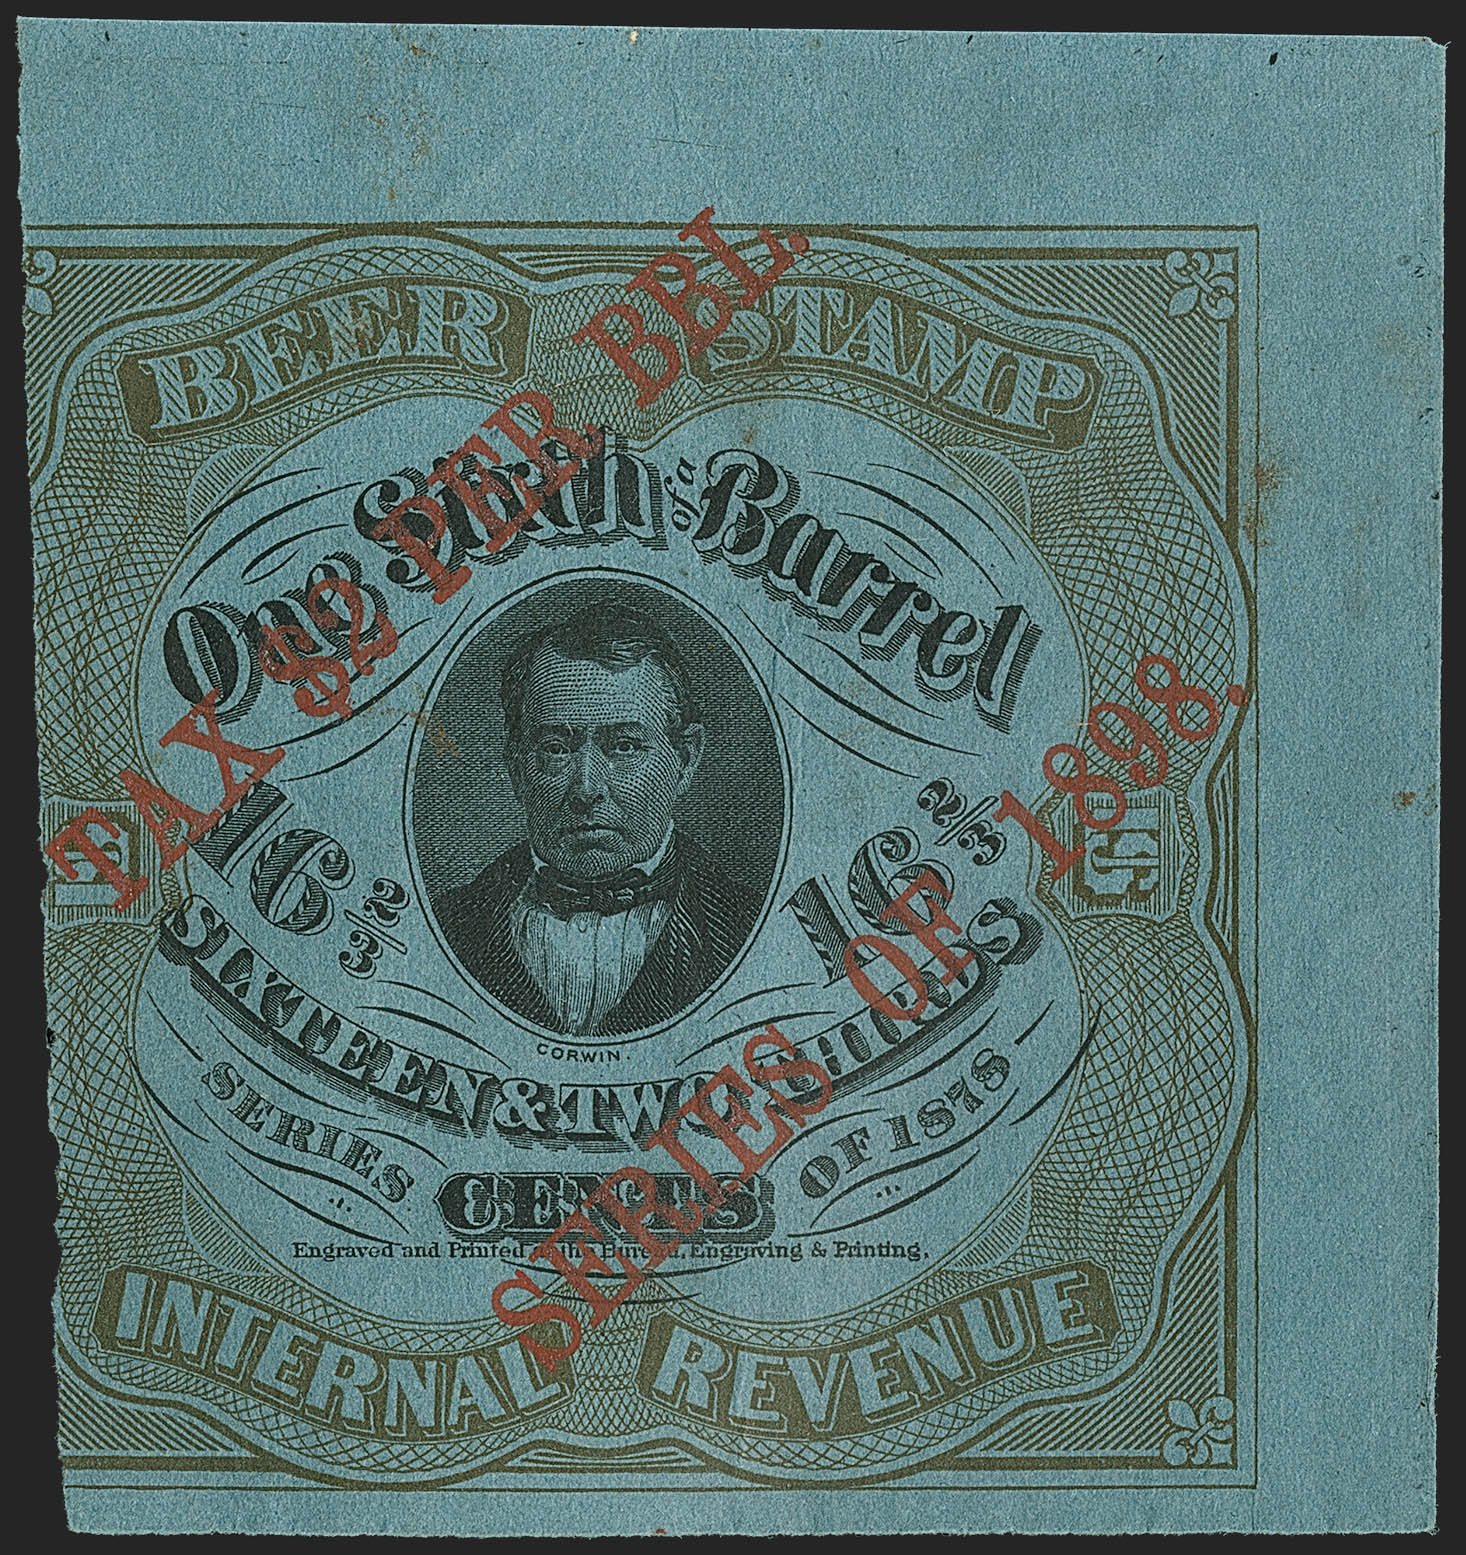 BEER STAMP
One Sixth of a Barrel
16 2/3
16 2/3
U
S
CORWIN.
SIXTEEN & TWO THIRDS
CENTS
SERIES OF 1878
Engraved and Printed at the Bureau, Engraving & Printing.
INTERNAL REVENUE
TAX $2 PER BBL.
SERIES OF 1898.